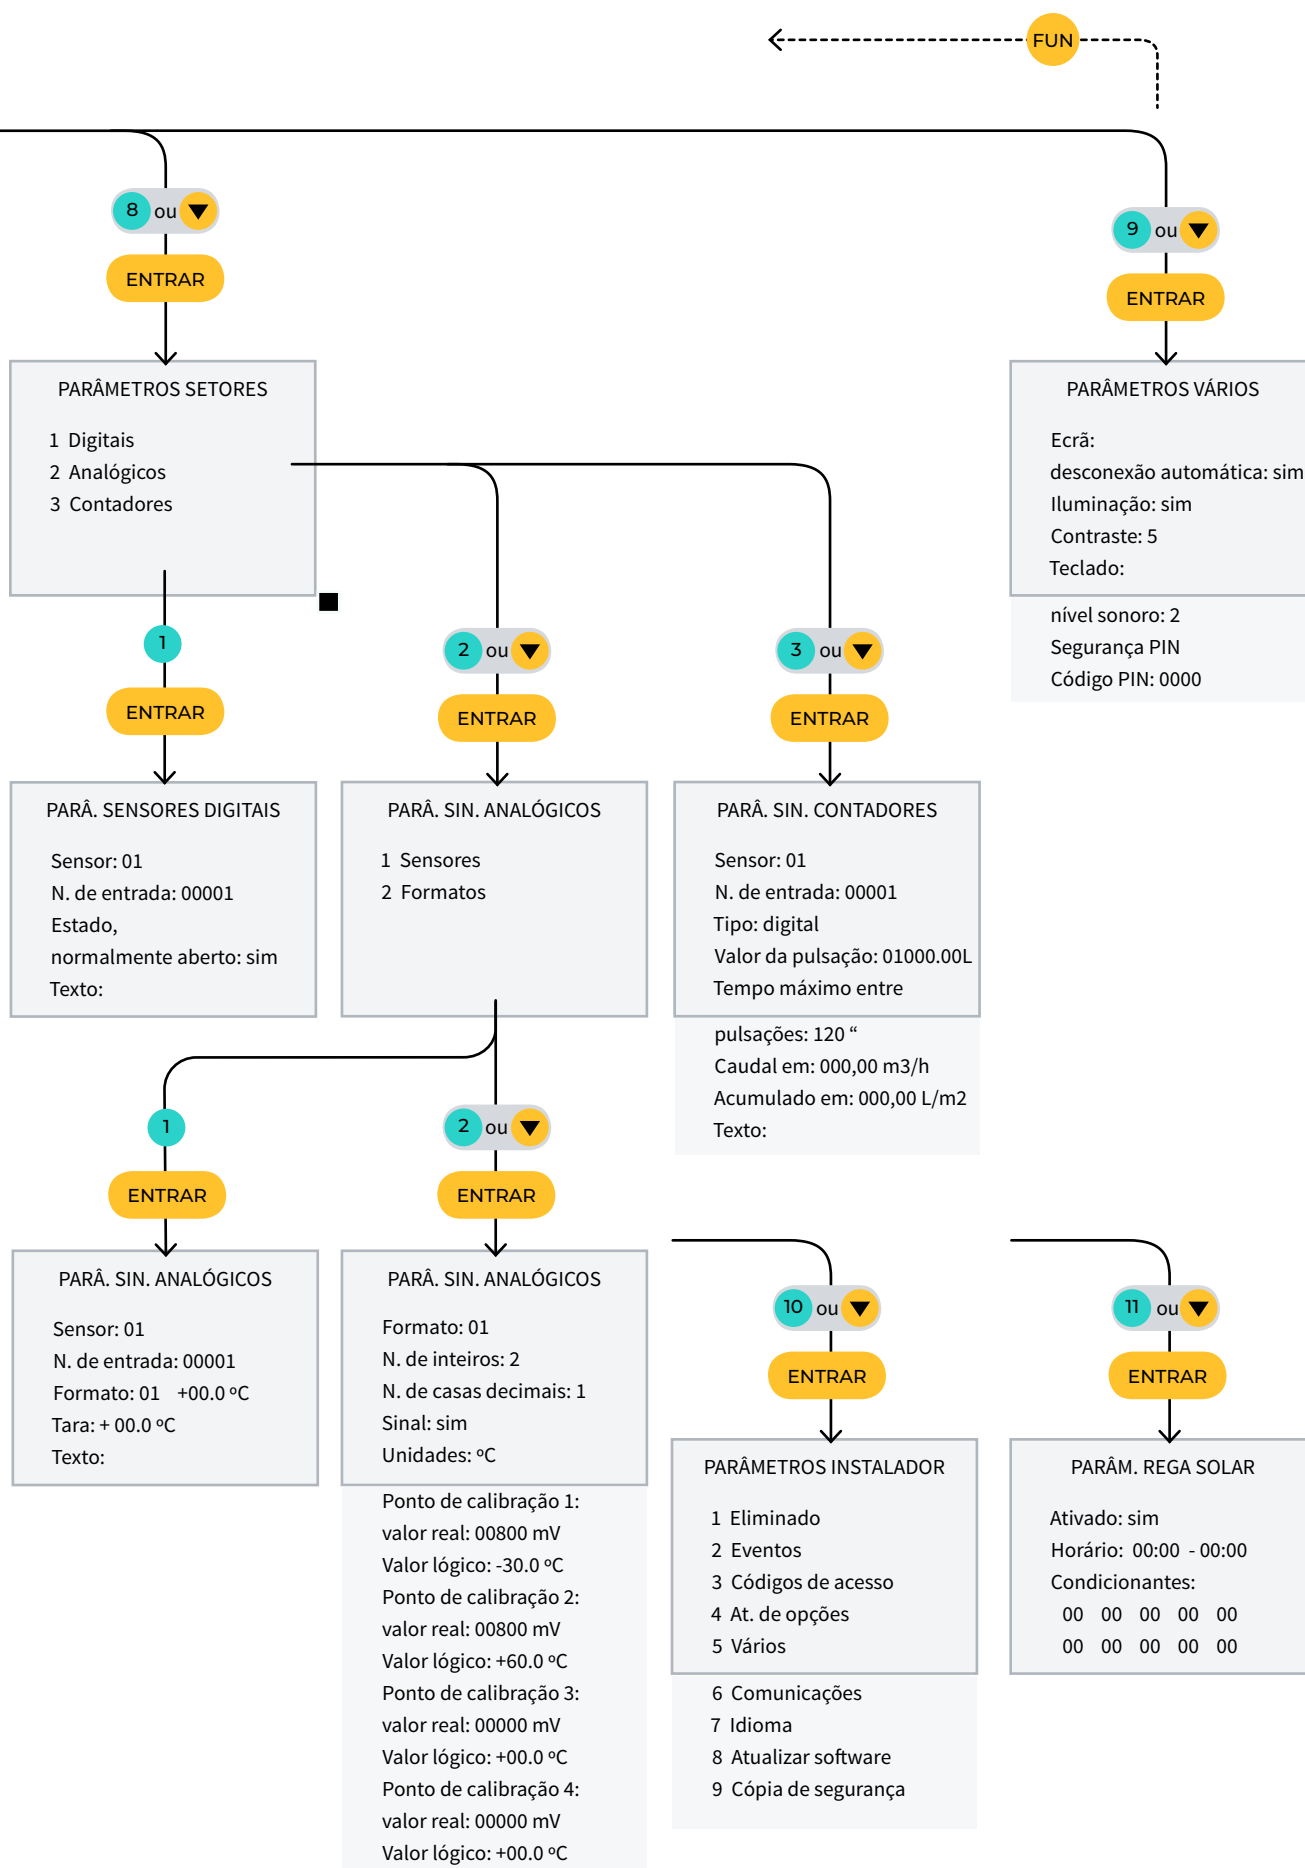 FUN
8 ou
ENTRAR
PARÂMETROS SETORES
1 Digitais
2 Analógicos
3 Contadores
9 ou
ENTRAR
PARÂMETROS VÁRIOS
Ecrã:
desconexão automática: sim
Iluminação: sim
Contraste: 5
Teclado:
nível sonoro: 2
Segurança PIN
Código PIN: 0000
1
ENTRAR
PARÂ. SENSORES DIGITAIS
Sensor: 01
N. de entrada: 00001
Estado,
normalmente aberto: sim
Texto:
2 ou
ENTRAR
PARÂ. SIN. ANALÓGICOS
1 Sensores
2 Formatos
3 ou
ENTRAR
PARÂ. SIN. CONTADORES
Sensor: 01
N. de entrada: 00001
Tipo: digital
Valor da pulsação: 01000.00L
Tempo máximo entre
pulsações: 120 “
Caudal em: 000,00 m3/h
Acumulado em: 000,00 L/m2
Texto:
1
ENTRAR
PARÂ. SIN. ANALÓGICOS
Sensor: 01
N. de entrada: 00001
Formato: 01 +00.0 ºC
Tara: + 00.0 ºC
Texto:
2 ou
ENTRAR
PARÂ. SIN. ANALÓGICOS
Formato: 01
N. de inteiros: 2
N. de casas decimais: 1
Sinal: sim
Unidades: ºC
Ponto de calibração 1:
valor real: 00800 mV
Valor lógico: -30.0 ºC
Ponto de calibração 2:
valor real: 00800 mV
Valor lógico: +60.0 ºC
Ponto de calibração 3:
valor real: 00000 mV
Valor lógico: +00.0 ºC
Ponto de calibração 4:
valor real: 00000 mV
Valor lógico: +00.0 ºC
10 ou
ENTRAR
PARÂMETROS INSTALADOR
1 Eliminado
2 Eventos
3 Códigos de acesso
4 At. de opções
5 Vários
6 Comunicações
7 Idioma
8 Atualizar software
9 Cópia de segurança
11 ou
ENTRAR
PARÂM. REGA SOLAR
Ativado: sim
Horário: 00:00 - 00:00
Condicionantes:
00 00 00 00 00
00 00 00 00 00